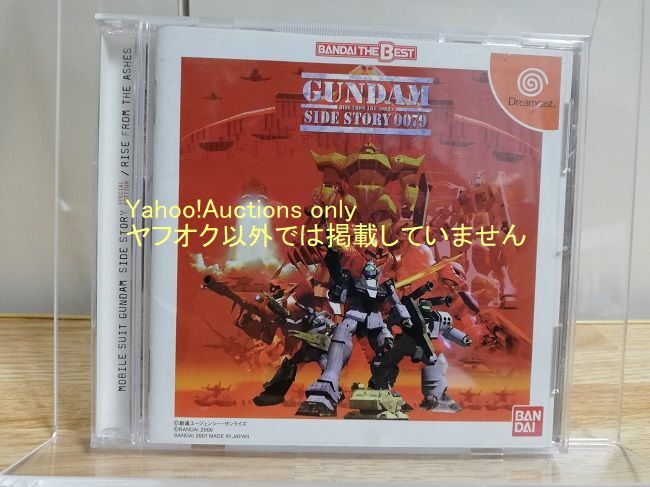 BANDAI THE BEST
GUNDAM
RISE FROM THE ASHES
SIDE STORY 0079
Dreamcast
MOBILE SUIT GUNDAM SIDE STORY SPECIAL EDITION / RISE FROM THE ASHES
Yahoo!Auctions only
ヤフオク以外では掲載していません
©創通エージェンシー・サンライズ
©BANDAI 2000
BANDAI 2001 MADE IN JAPAN
BAN
DAI